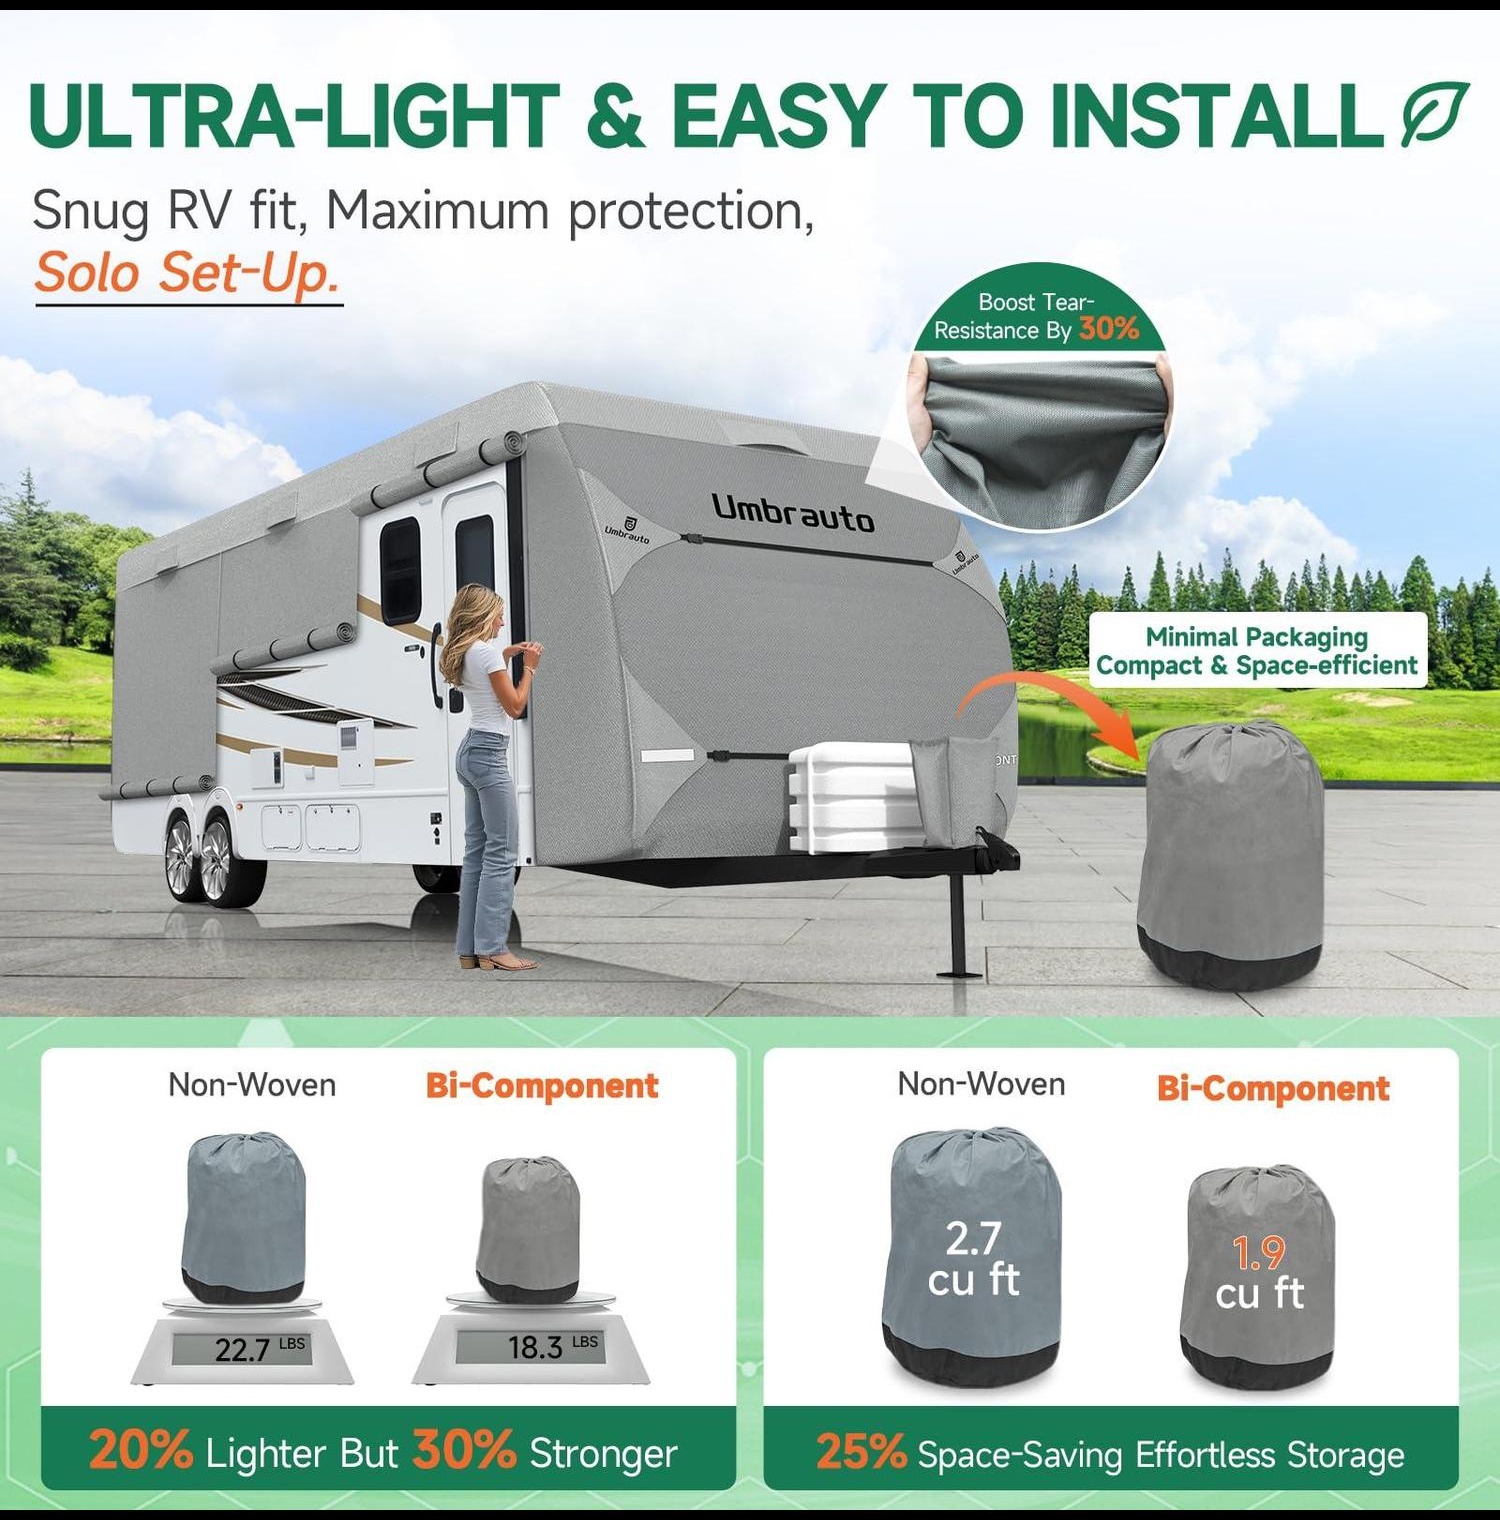 ULTRA-LIGHT & EASY TO INSTALL
Snug RV fit, Maximum protection,
Solo Set-Up.
Boost Tear-
Resistance By 30%
Umbrauto
Umbrauto
Umbrauto
Minimal Packaging
Compact & Space-efficient
ONT
Non-Woven
Bi-Component
22.7 LBS
18.3 LBS
20% Lighter But 30% Stronger
Non-Woven
Bi-Component
2.7
cu ft
1.9
cu ft
25% Space-Saving Effortless Storage